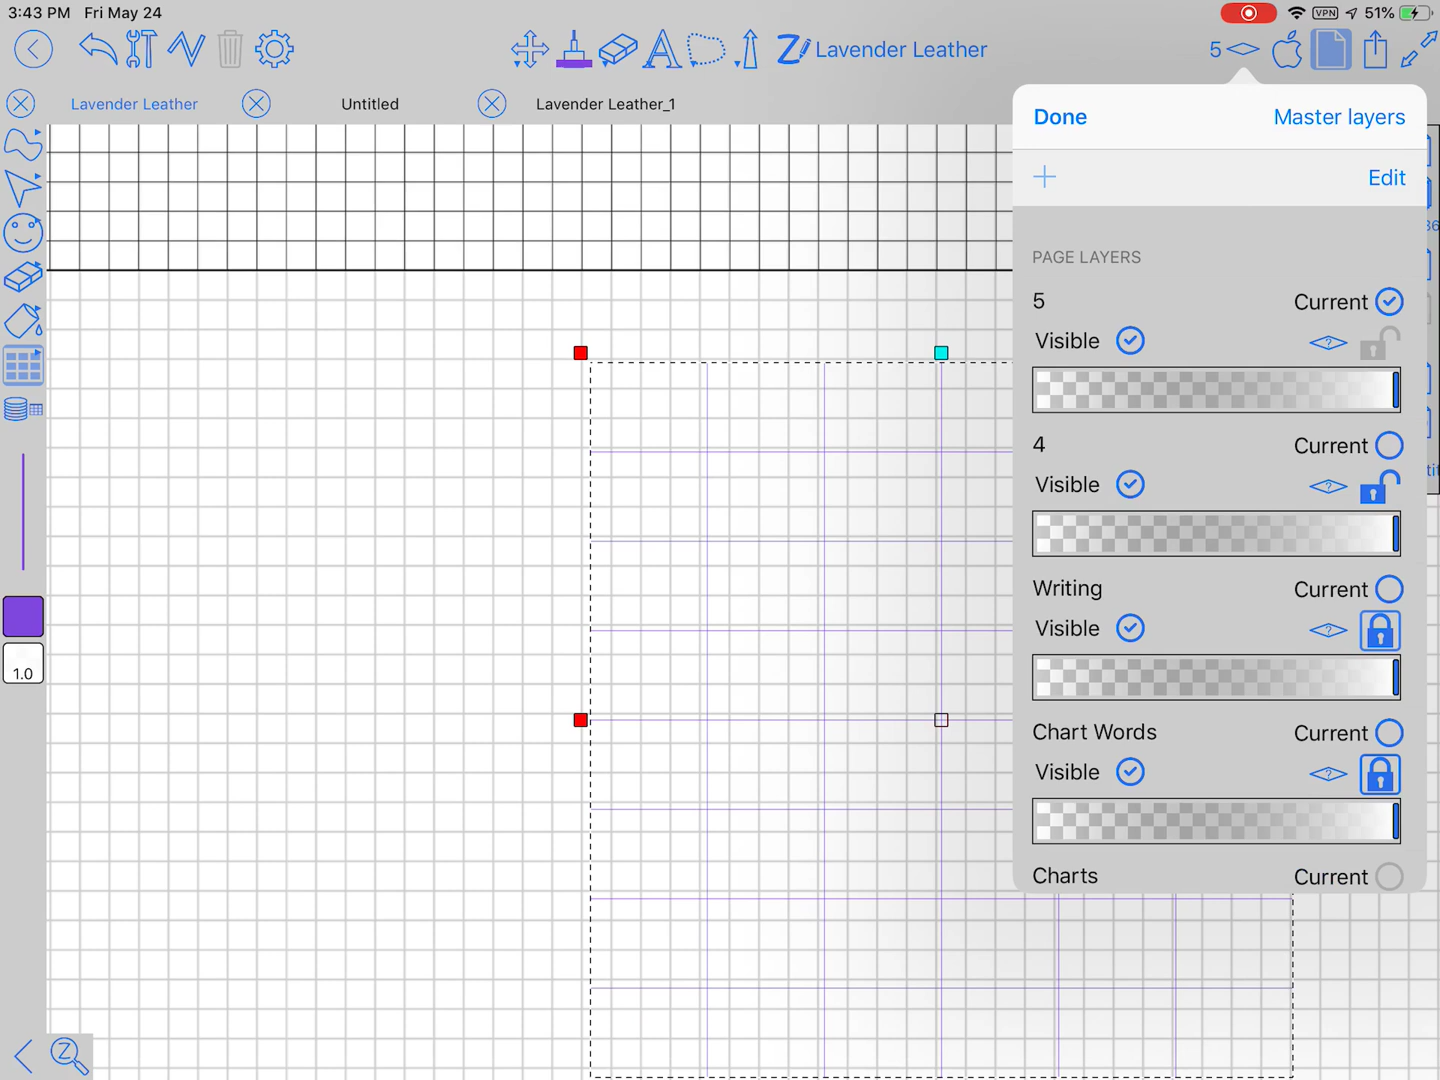 3:43 PM Fri May 24 VPN 51%
Lavender Leather 5
Lavender Leather Untitled Lavender Leather_1
Done Master layers
Edit
PAGE LAYERS
5 Current
Visible ?
4 Current
Visible ?
Writing Current
Visible ?
Chart Words Current
Visible ?
Charts Current
1.0
Z